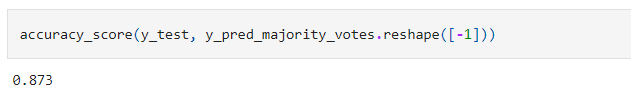 accuracy_score(y_test, y_pred_majority_votes.reshape([-1]))
0.873